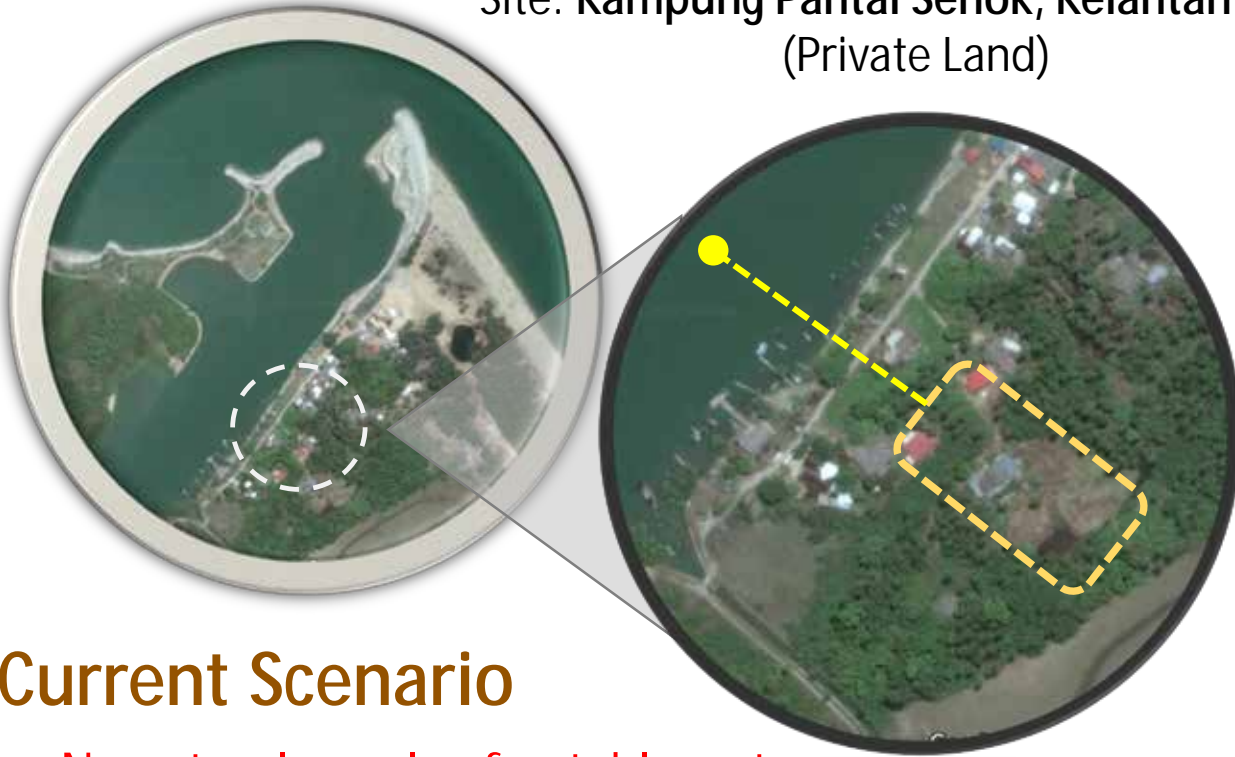 Site: Kampung Pantai Senok, Kelantan
(Private Land)
Current Scenario